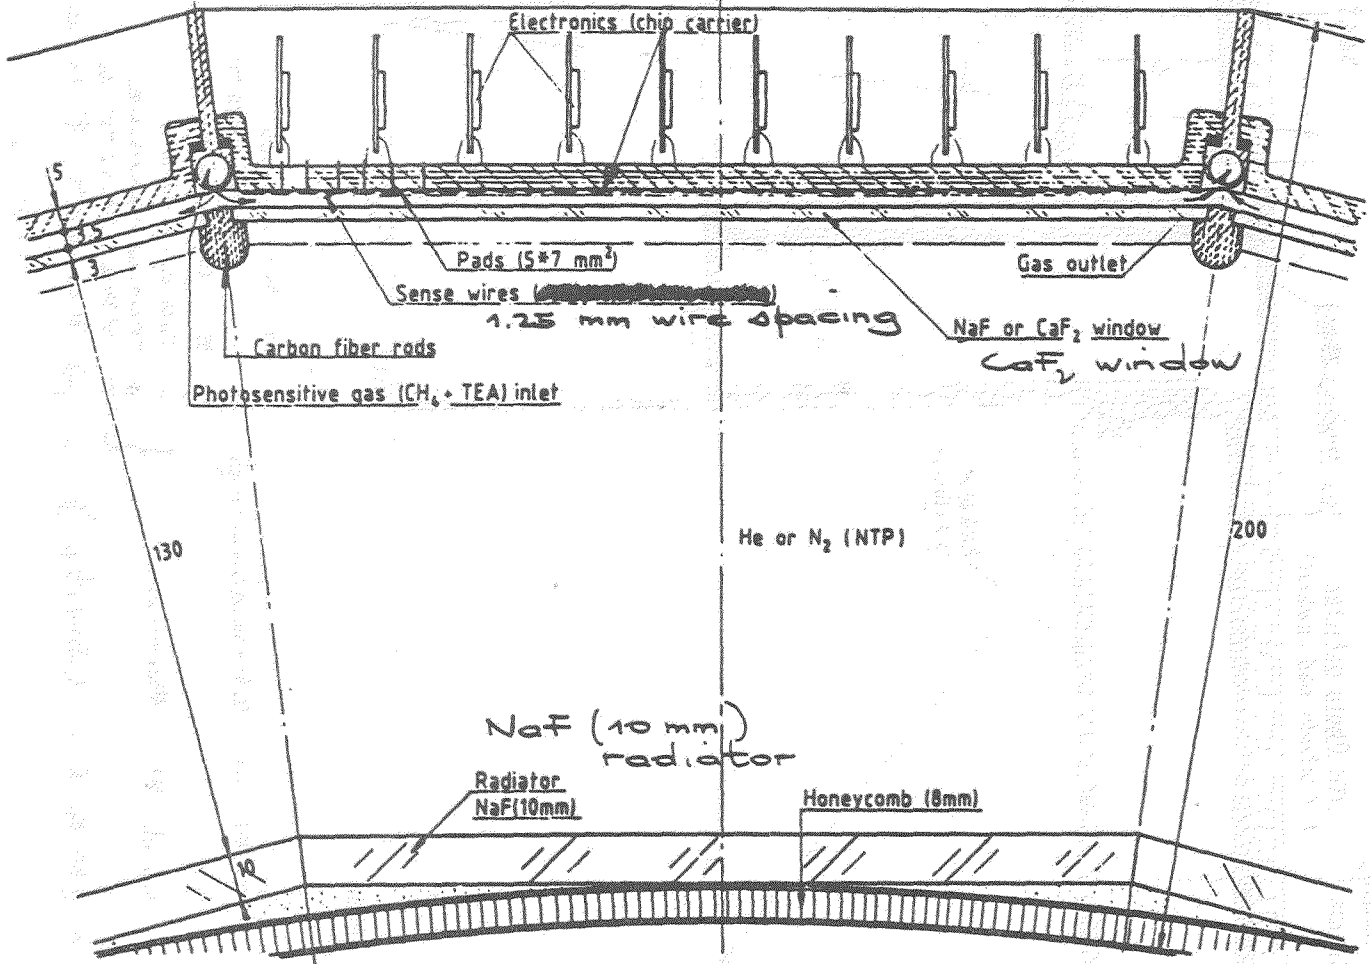 Electronics (chip carrier)
5
3.5
3
Pads (5*7 mm²)
Gas outlet
Sense wires (
1.25 mm wire spacing
NaF or CaF₂ window
CaF₂ window
Carbon fiber rods
Photosensitive gas (CH₄ + TEA) inlet
130
He or N₂ (NTP)
200
NaF (10 mm)
radiator
Radiator
NaF(10mm)
Honeycomb (8mm)
10